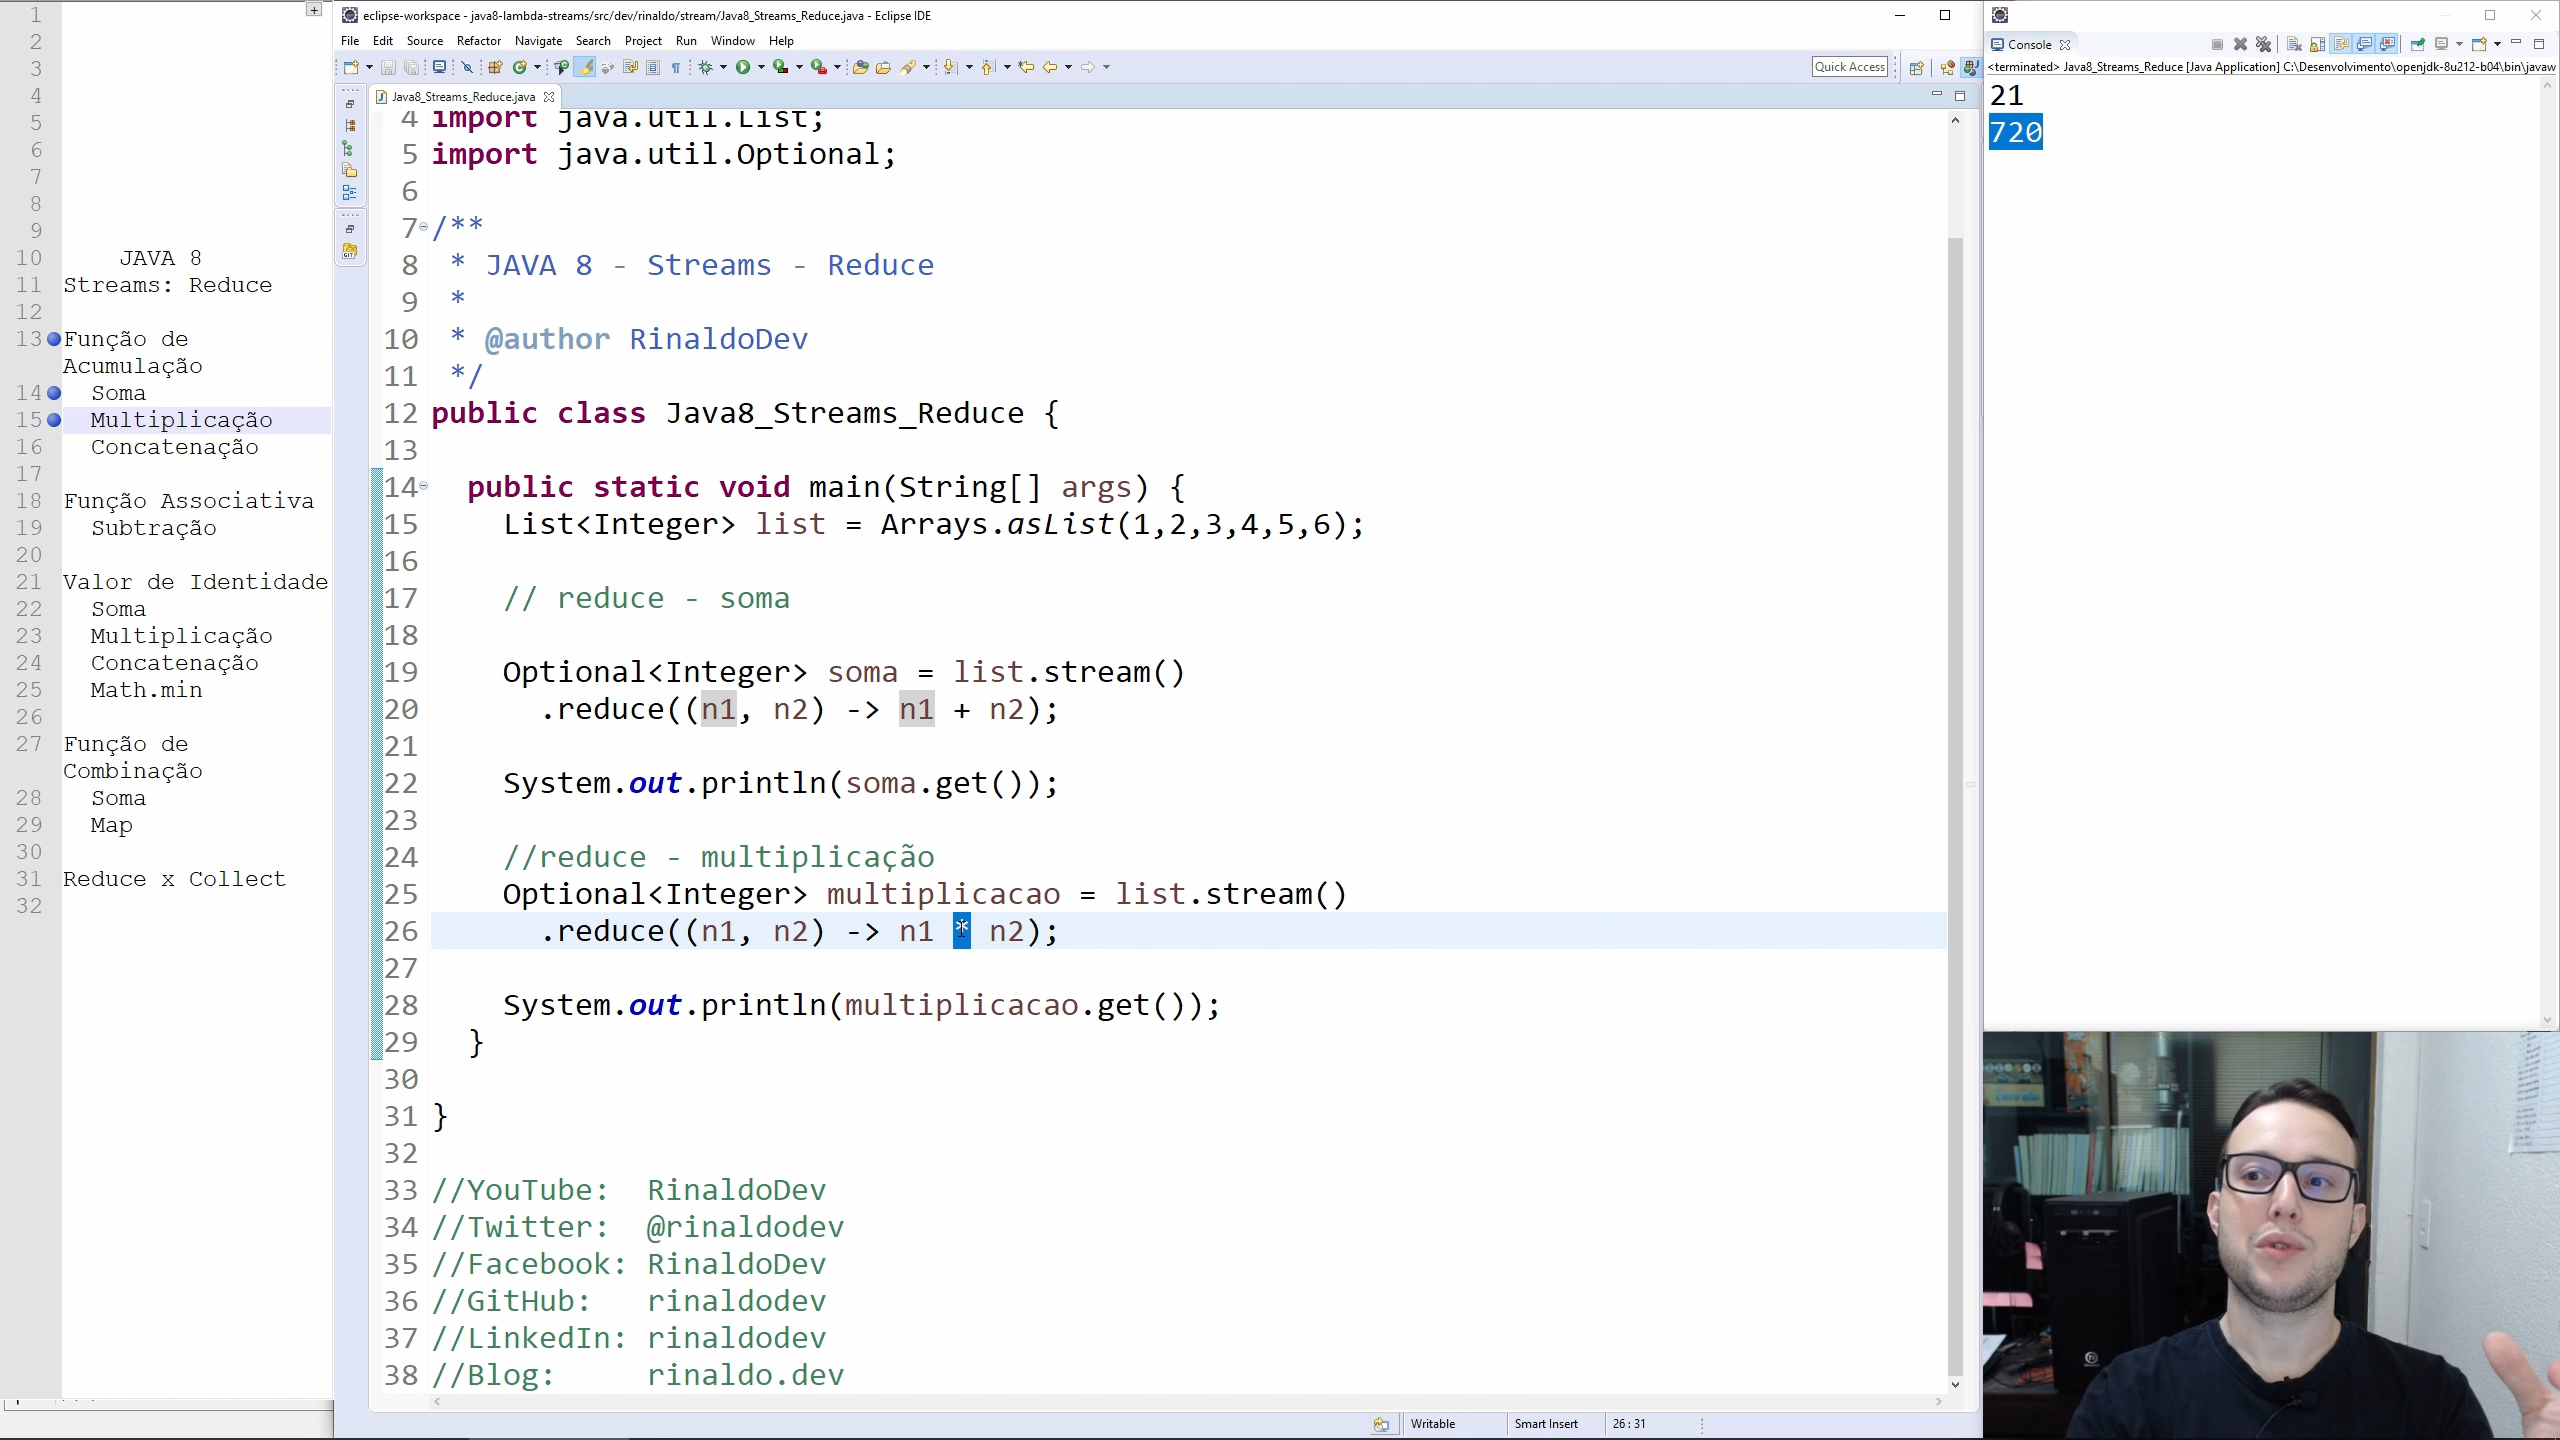 1
2
3
4
5
6
7
8
9
10 JAVA 8
11 Streams: Reduce
12
13 Função de
Acumulação
14 Soma
15 Multiplicação
16 Concatenação
17
18 Função Associativa
19 Subtração
20
21 Valor de Identidade
22 Soma
23 Multiplicação
24 Concatenação
25 Math.min
26
27 Função de
Combinação
28 Soma
29 Map
30
31 Reduce x Collect
32
eclipse-workspace - java8-lambda-streams/src/dev/rinaldo/stream/Java8_Streams_Reduce.java - Eclipse IDE
File Edit Source Refactor Navigate Search Project Run Window Help
Quick Access
Java8_Streams_Reduce.java
4 import java.util.List;
5 import java.util.Optional;
6
7 /**
8 * JAVA 8 - Streams - Reduce
9 *
10 * @author RinaldoDev
11 */
12 public class Java8_Streams_Reduce {
13
14 public static void main(String[] args) {
15 List<Integer> list = Arrays.asList(1,2,3,4,5,6);
16
17 // reduce - soma
18
19 Optional<Integer> soma = list.stream()
20 .reduce((n1, n2) -> n1 + n2);
21
22 System.out.println(soma.get());
23
24 //reduce - multiplicação
25 Optional<Integer> multiplicacao = list.stream()
26 .reduce((n1, n2) -> n1 * n2);
27
28 System.out.println(multiplicacao.get());
29 }
30
31 }
32
33 //YouTube: RinaldoDev
34 //Twitter: @rinaldodev
35 //Facebook: RinaldoDev
36 //GitHub: rinaldodev
37 //LinkedIn: rinaldodev
38 //Blog: rinaldo.dev
Writable Smart Insert 26 : 31
Console
<terminated> Java8_Streams_Reduce [Java Application] C:\Desenvolvimento\openjdk-8u212-b04\bin\javaw
21
720